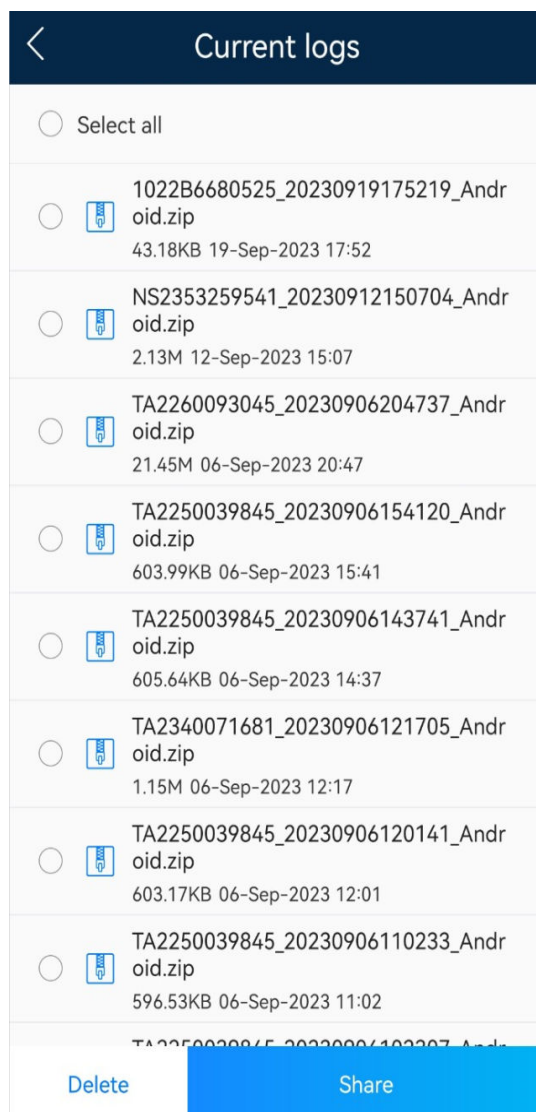 Current logs
Select all
1022B6680525_20230919175219_Andr
oid.zip
43.18KB 19-Sep-2023 17:52
NS2353259541_20230912150704_Andr
oid.zip
2.13M 12-Sep-2023 15:07
TA2260093045_20230906204737_Andr
oid.zip
21.45M 06-Sep-2023 20:47
TA2250039845_20230906154120_Andr
oid.zip
603.99KB 06-Sep-2023 15:41
TA2250039845_20230906143741_Andr
oid.zip
605.64KB 06-Sep-2023 14:37
TA2340071681_20230906121705_Andr
oid.zip
1.15M 06-Sep-2023 12:17
TA2250039845_20230906120141_Andr
oid.zip
603.17KB 06-Sep-2023 12:01
TA2250039845_20230906110233_Andr
oid.zip
596.53KB 06-Sep-2023 11:02
Delete
Share